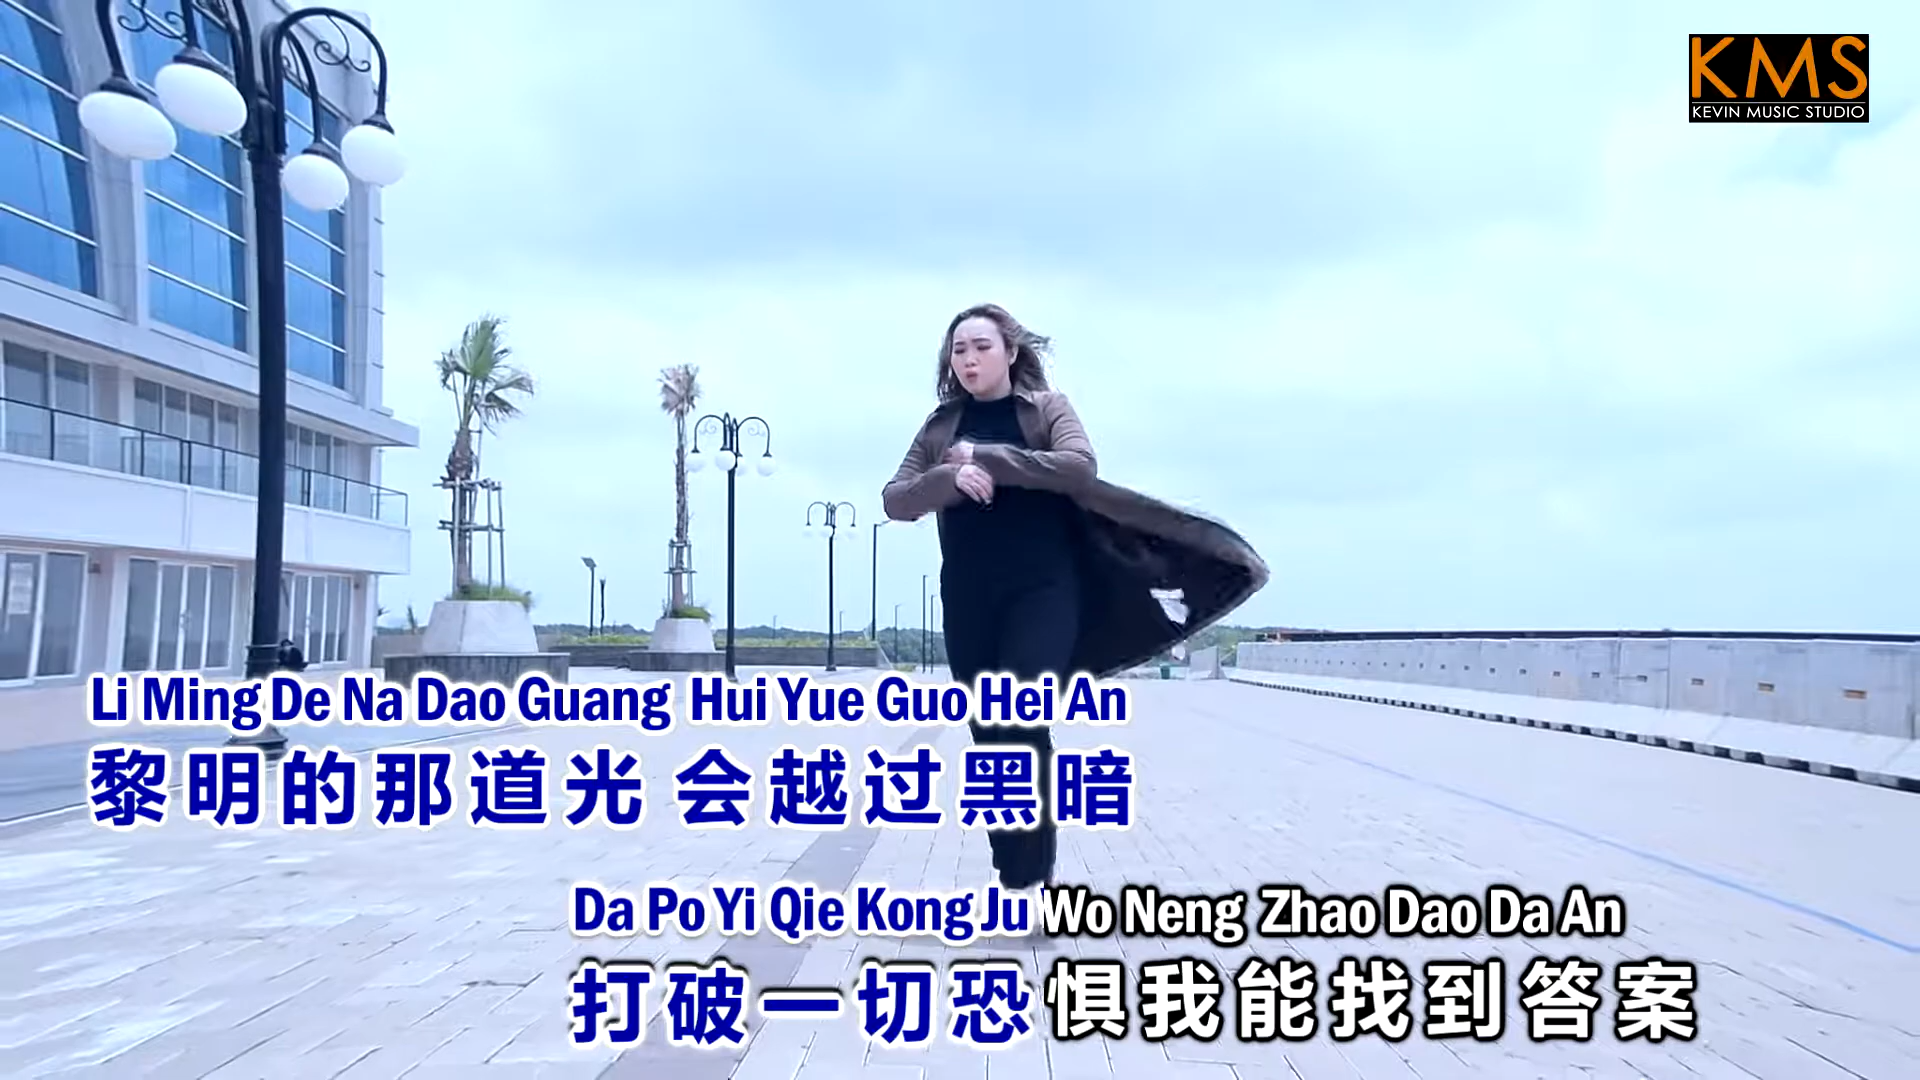 KMS
KEVIN MUSIC STUDIO
Li Ming De Na Dao Guang Hui Yue Guo Hei An
黎明的那道光 会越过黑暗
Da Po Yi Qie Kong Ju Wo Neng Zhao Dao Da An
打破一切恐惧我能找到答案